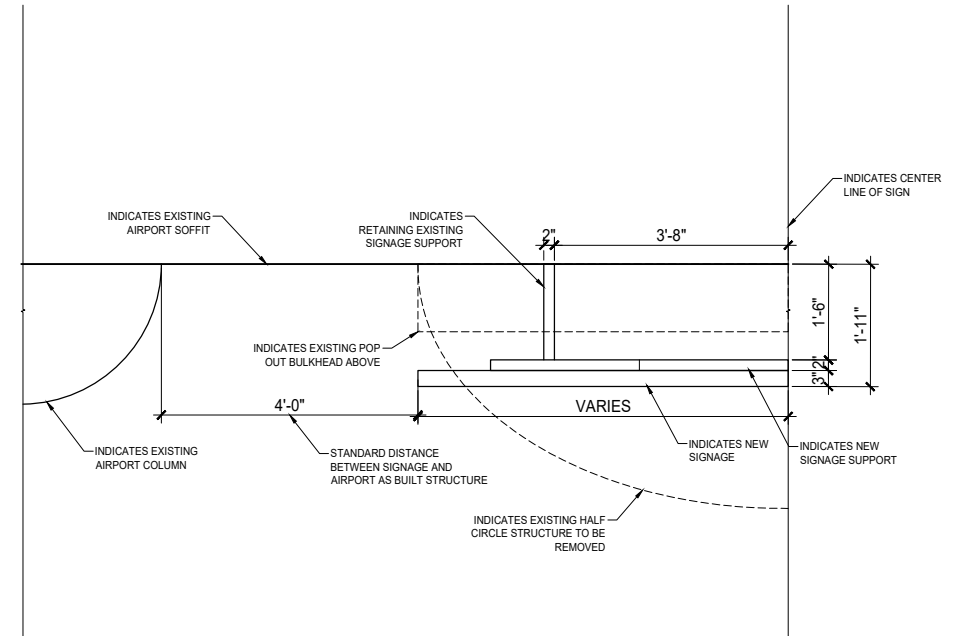 INDICATES CENTER
LINE OF SIGN
INDICATES EXISTING
AIRPORT SOFFIT
INDICATES
RETAINING EXISTING
SIGNAGE SUPPORT
2"
3'-8"
1'-6"
1'-11"
2"
3"
INDICATES EXISTING POP
OUT BULKHEAD ABOVE
4'-0"
VARIES
INDICATES EXISTING
AIRPORT COLUMN
STANDARD DISTANCE
BETWEEN SIGNAGE AND
AIRPORT AS BUILT STRUCTURE
INDICATES NEW
SIGNAGE
INDICATES NEW
SIGNAGE SUPPORT
INDICATES EXISTING HALF
CIRCLE STRUCTURE TO BE
REMOVED